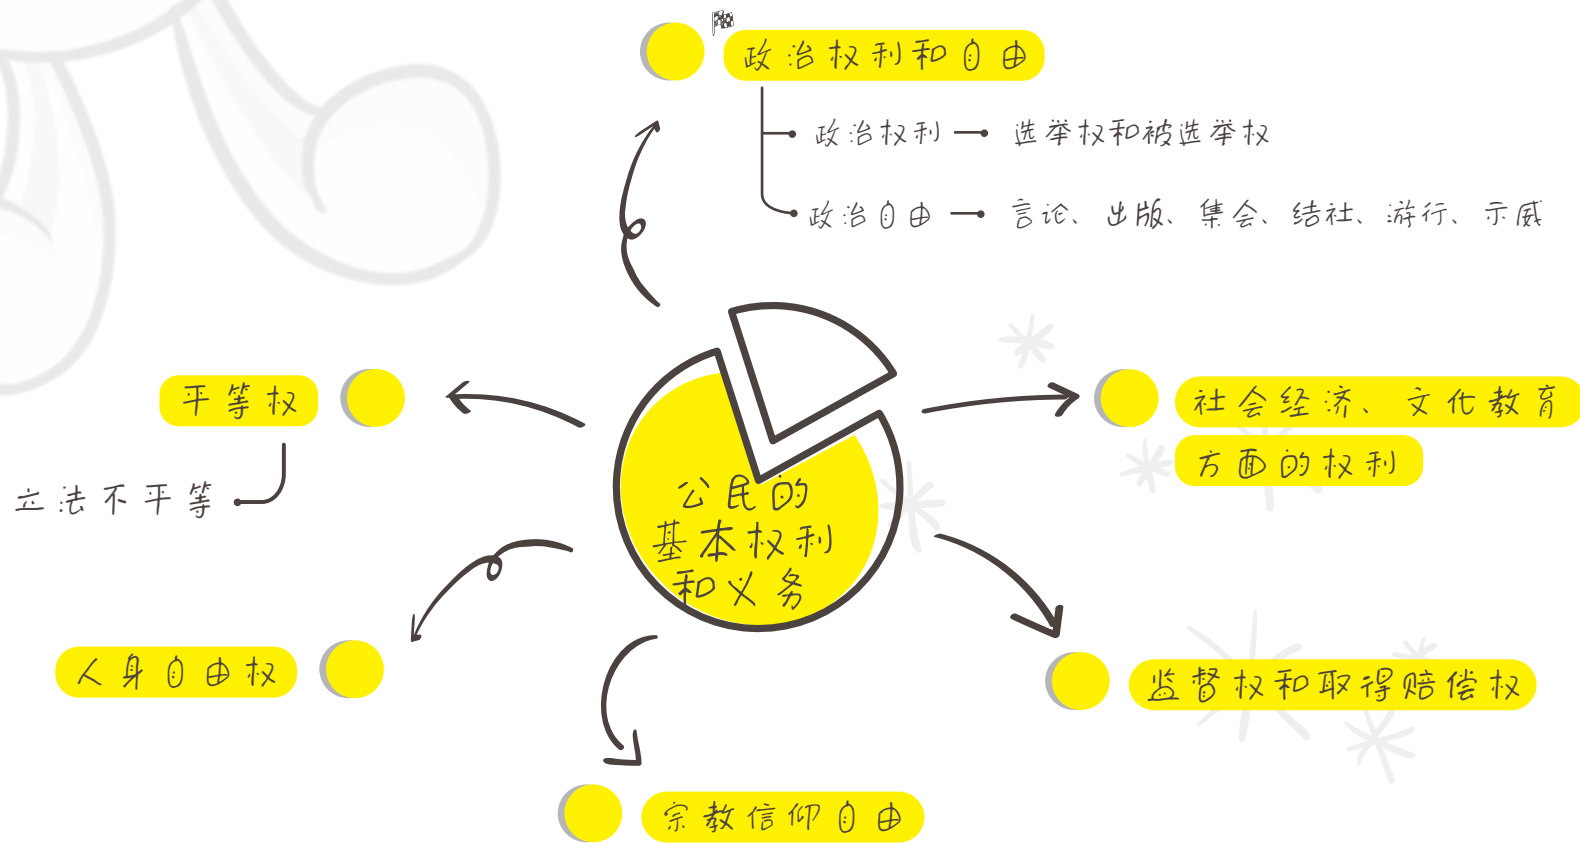 政治权利和自由
政治权利
选举权和被选举权
政治自由
言论、出版、集会、结社、游行、示威
平等权
立法不平等
社会经济、文化教育
方面的权利
公民的
基本权利
和义务
人身自由权
监督权和取得赔偿权
宗教信仰自由